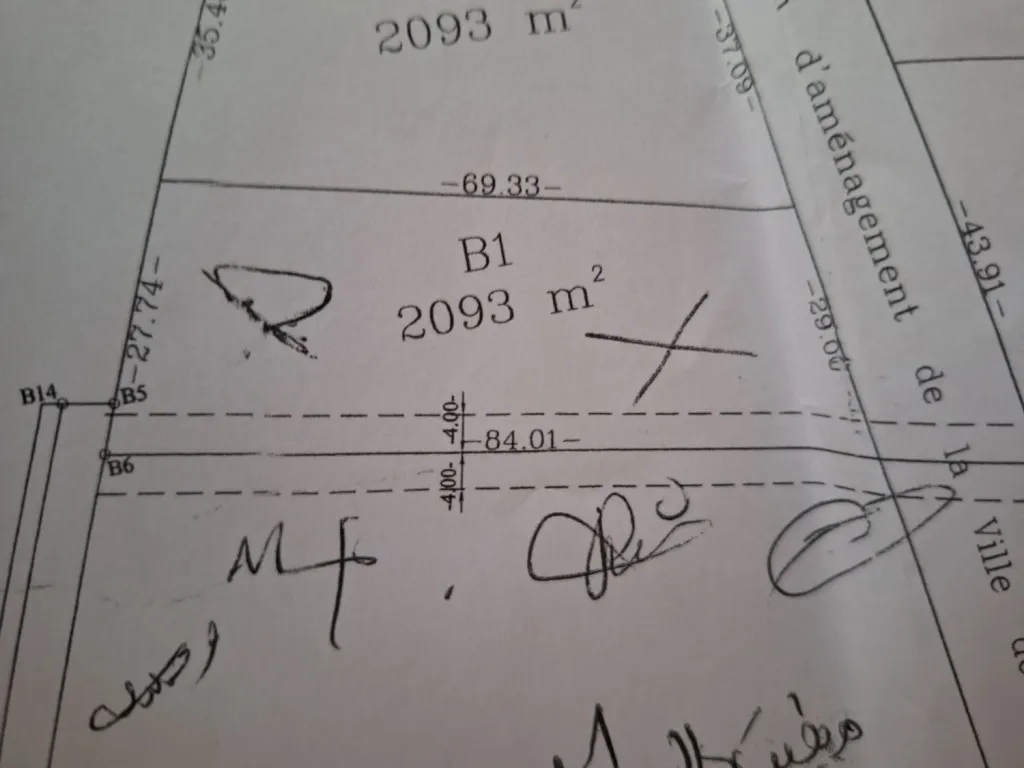 -35.4
2093 m²
-37.09-
d'aménagement de la Ville
-69.33-
-43.91-
B1
2093 m²
-27.74-
-29.00
B14
B5
-4.00-
-84.01-
B6
-4.00-